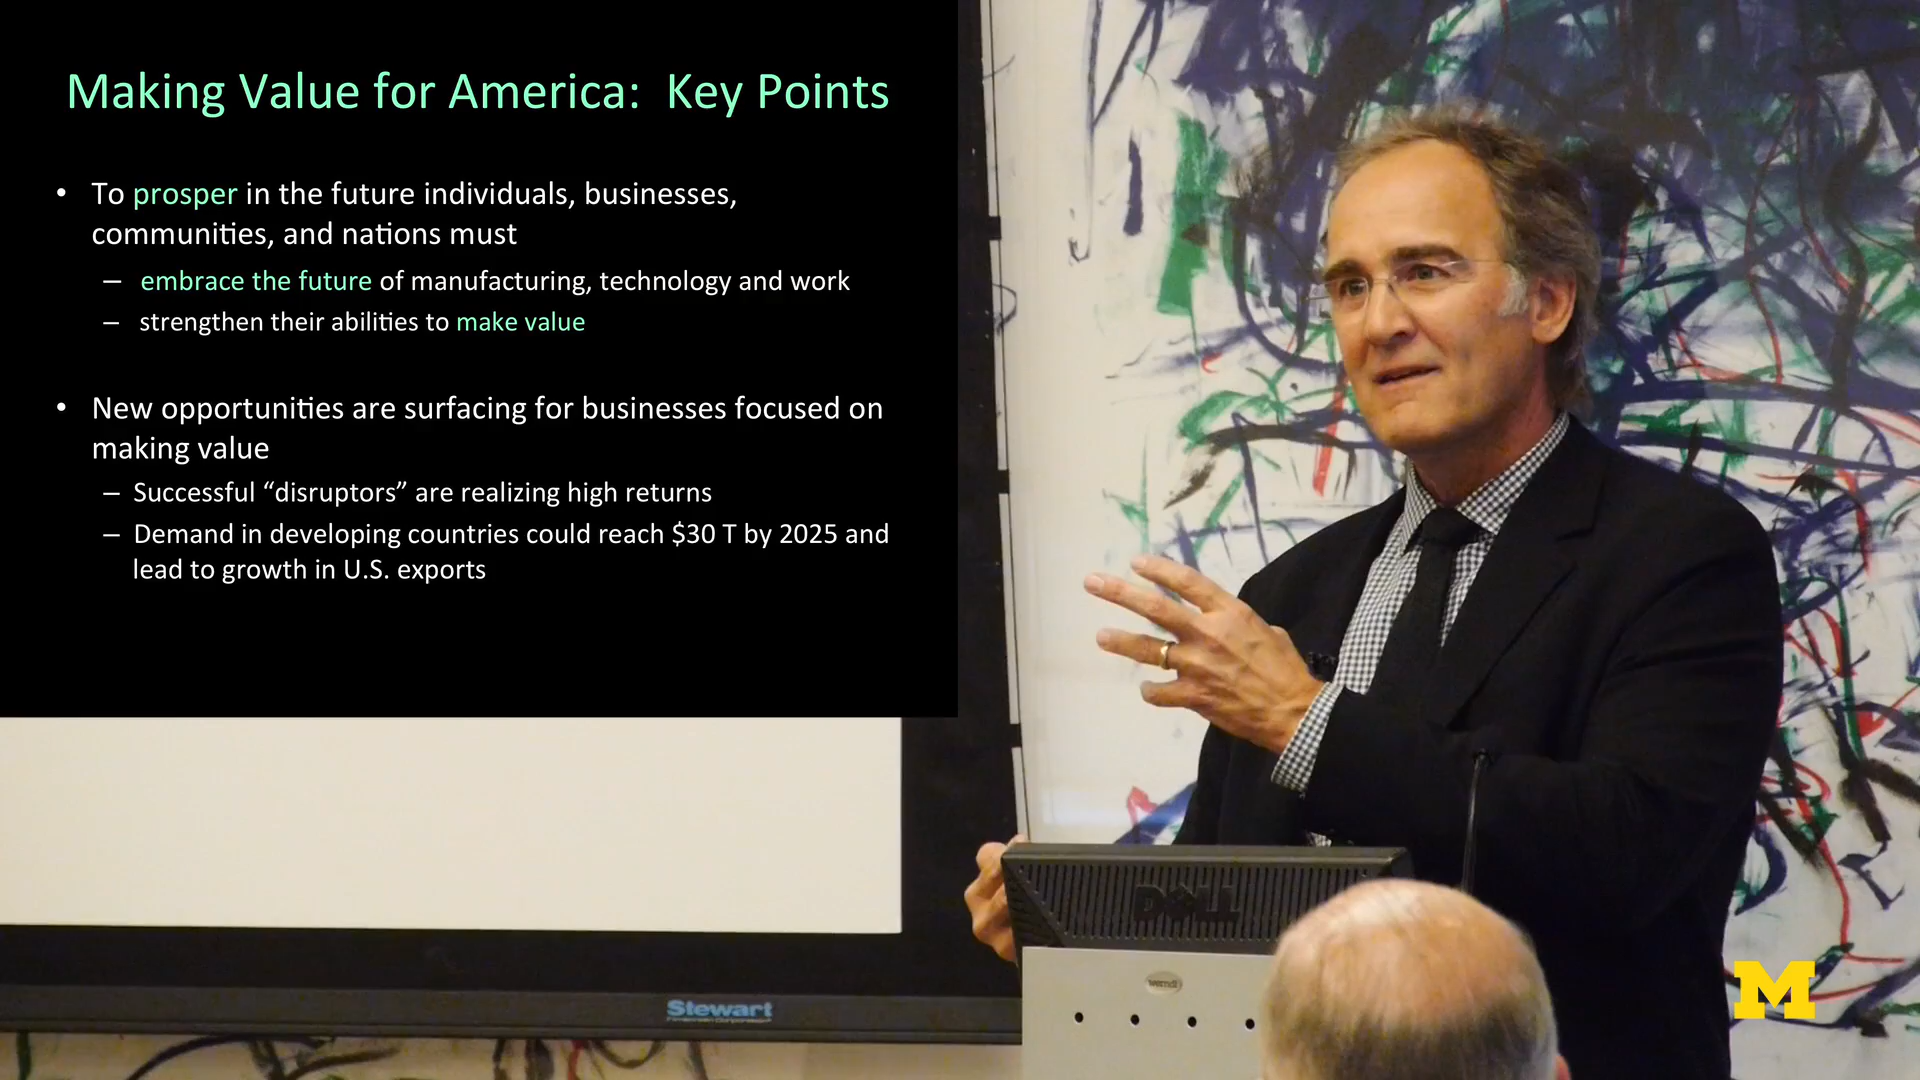 Making Value for America:  Key Points
• To prosper in the future individuals, businesses,
communities, and nations must
– embrace the future of manufacturing, technology and work
– strengthen their abilities to make value
• New opportunities are surfacing for businesses focused on
making value
– Successful “disruptors” are realizing high returns
– Demand in developing countries could reach $30 T by 2025 and
lead to growth in U.S. exports
DELL
Stewart
M